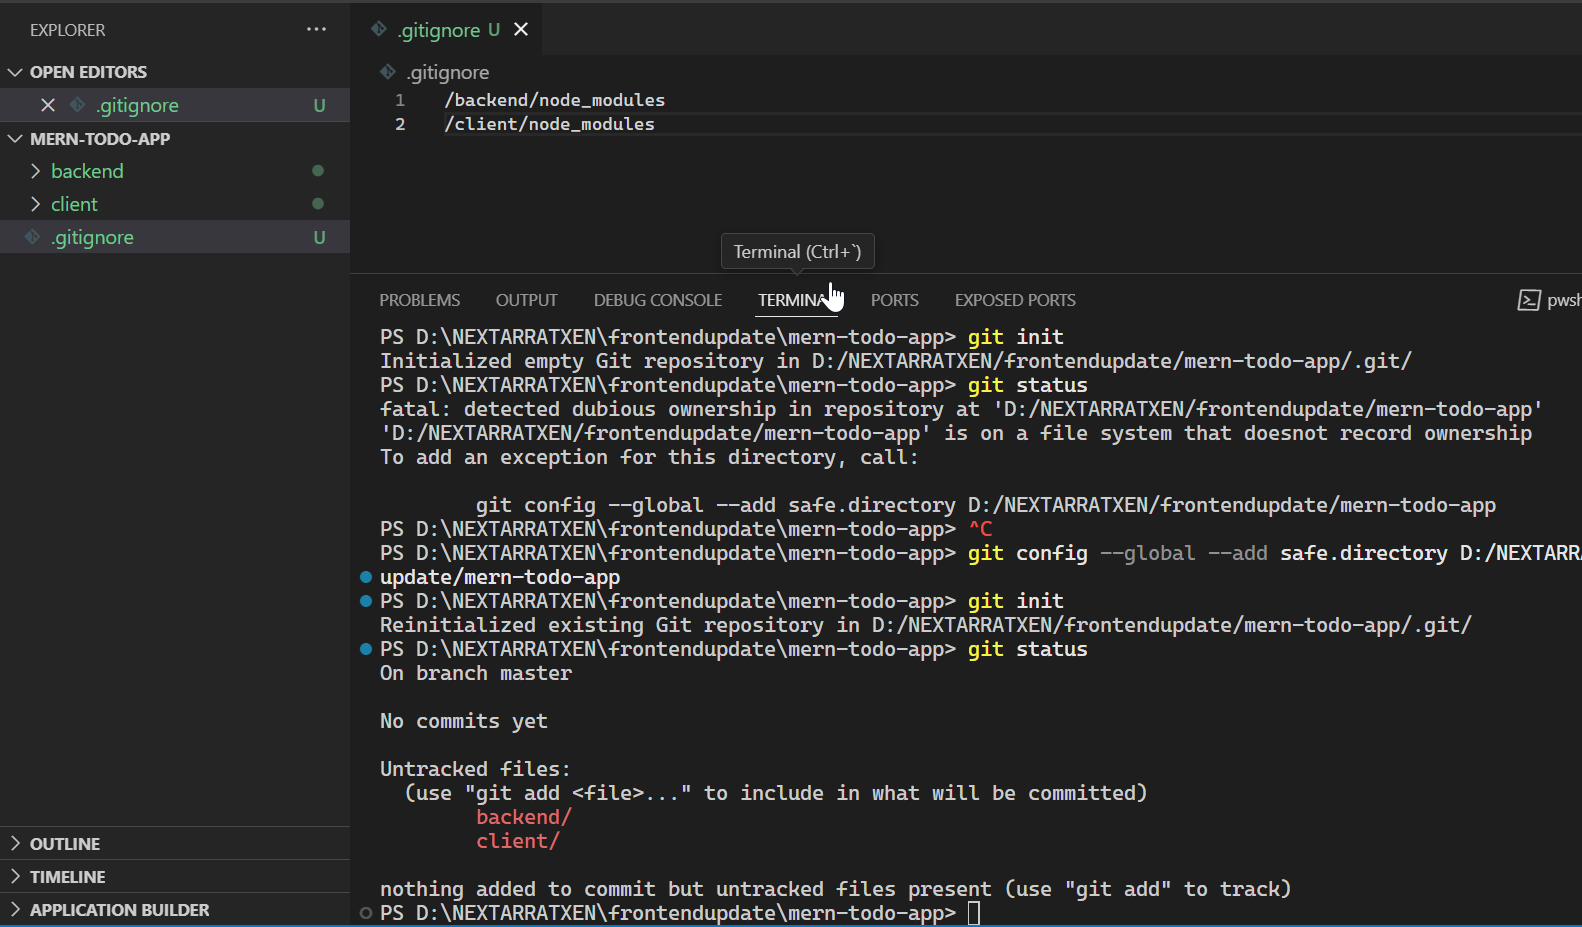 EXPLORER
OPEN EDITORS
.gitignore U
MERN-TODO-APP
backend
client
.gitignore U
OUTLINE
TIMELINE
APPLICATION BUILDER
.gitignore U
.gitignore
1 /backend/node_modules
2 /client/node_modules
Terminal (Ctrl+`)
PROBLEMS OUTPUT DEBUG CONSOLE TERMINA PORTS EXPOSED PORTS pwsh
PS D:\NEXTARRATXEN\frontendupdate\mern-todo-app> git init
Initialized empty Git repository in D:/NEXTARRATXEN/frontendupdate/mern-todo-app/.git/
PS D:\NEXTARRATXEN\frontendupdate\mern-todo-app> git status
fatal: detected dubious ownership in repository at 'D:/NEXTARRATXEN/frontendupdate/mern-todo-app'
'D:/NEXTARRATXEN/frontendupdate/mern-todo-app' is on a file system that doesnot record ownership
To add an exception for this directory, call:
git config --global --add safe.directory D:/NEXTARRATXEN/frontendupdate/mern-todo-app
PS D:\NEXTARRATXEN\frontendupdate\mern-todo-app> ^C
PS D:\NEXTARRATXEN\frontendupdate\mern-todo-app> git config --global --add safe.directory D:/NEXTARR
update/mern-todo-app
PS D:\NEXTARRATXEN\frontendupdate\mern-todo-app> git init
Reinitialized existing Git repository in D:/NEXTARRATXEN/frontendupdate/mern-todo-app/.git/
PS D:\NEXTARRATXEN\frontendupdate\mern-todo-app> git status
On branch master
No commits yet
Untracked files:
(use "git add <file>..." to include in what will be committed)
backend/
client/
nothing added to commit but untracked files present (use "git add" to track)
PS D:\NEXTARRATXEN\frontendupdate\mern-todo-app>